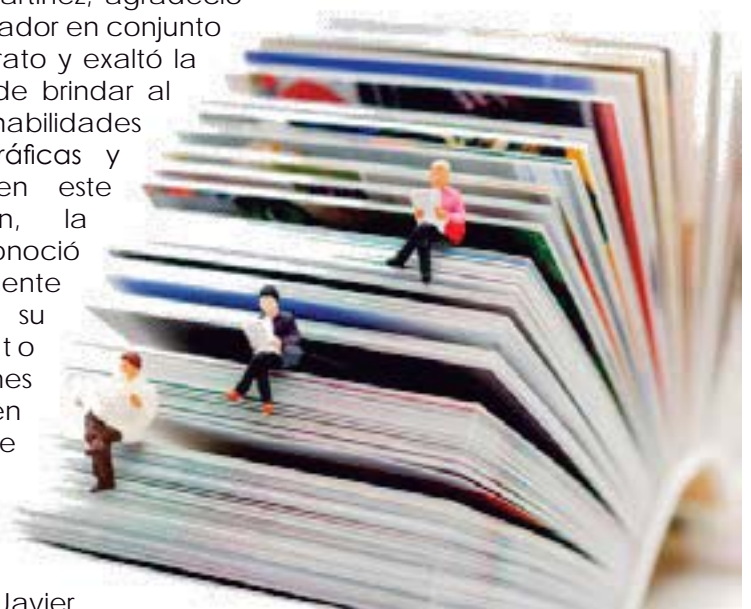 agradeció
ador en conjunto
rato y exaltó la
de brindar al
habilidades
ráficas y
en este
n, la
onoció
ente
su
to
nes
en
e
Javier